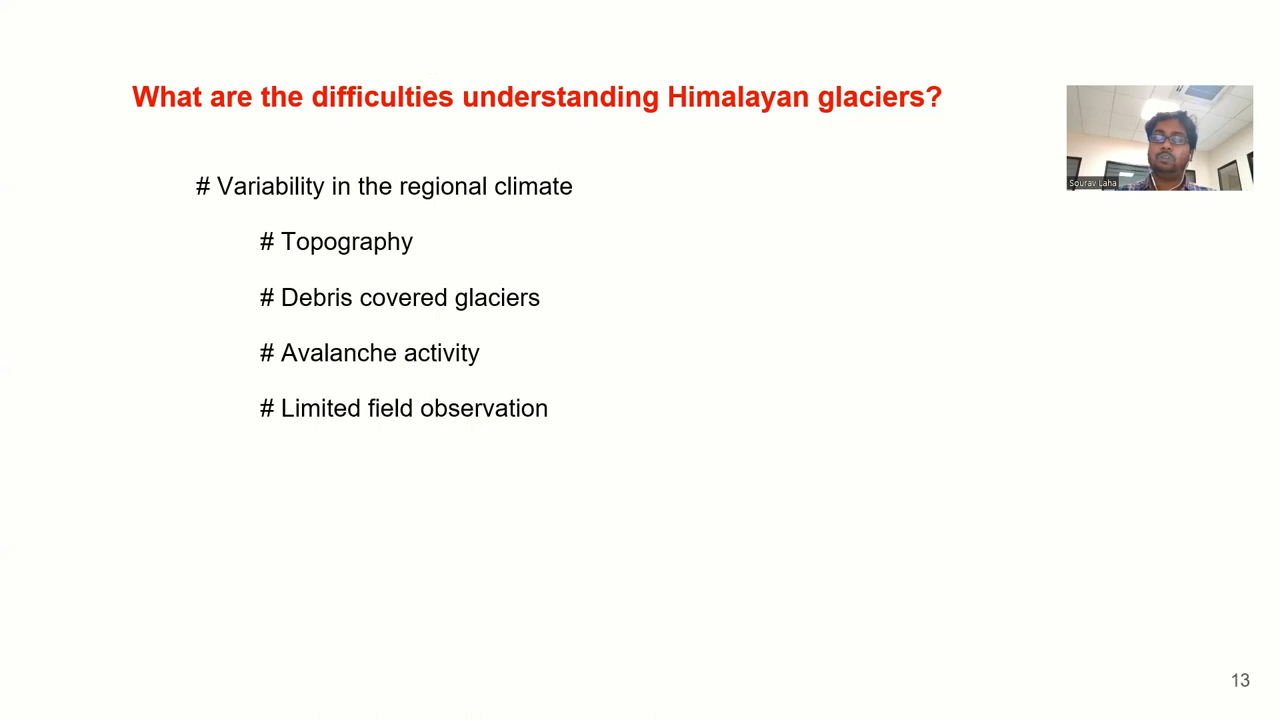 What are the difficulties understanding Himalayan glaciers?
Sourav Laha
# Variability in the regional climate
# Topography
# Debris covered glaciers
# Avalanche activity
# Limited field observation
13